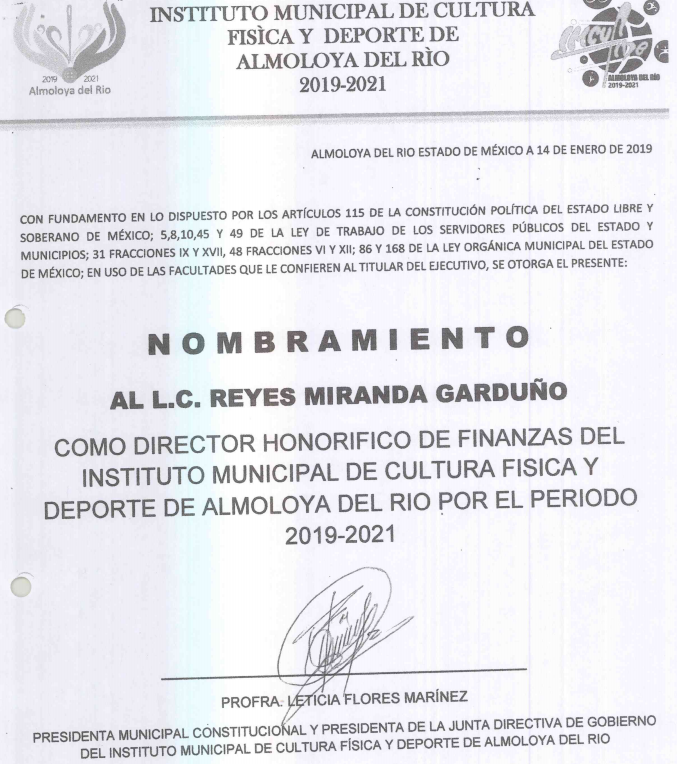 INSTITUTO MUNICIPAL DE CULTURA
FISÌCA Y DEPORTE DE
ALMOLOYA DEL RÌO
2019-2021
2019 2021
Almoloya del Rio
ALMOLOYA DEL RÍO
2019-2021
ALMOLOYA DEL RIO ESTADO DE MÉXICO A 14 DE ENERO DE 2019
CON FUNDAMENTO EN LO DISPUESTO POR LOS ARTÍCULOS 115 DE LA CONSTITUCIÓN POLÍTICA DEL ESTADO LIBRE Y
SOBERANO DE MÉXICO; 5,8,10,45 Y 49 DE LA LEY DE TRABAJO DE LOS SERVIDORES PÚBLICOS DEL ESTADO Y
MUNICIPIOS; 31 FRACCIONES IX Y XVII, 48 FRACCIONES VI Y XII; 86 Y 168 DE LA LEY ORGÁNICA MUNICIPAL DEL ESTADO
DE MÉXICO; EN USO DE LAS FACULTADES QUE LE CONFIEREN AL TITULAR DEL EJECUTIVO, SE OTORGA EL PRESENTE:
NOMBRAMIENTO
AL L.C. REYES MIRANDA GARDUÑO
COMO DIRECTOR HONORIFICO DE FINANZAS DEL
INSTITUTO MUNICIPAL DE CULTURA FISICA Y
DEPORTE DE ALMOLOYA DEL RIO POR EL PERIODO
2019-2021
PROFRA. LETICIA FLORES MARÍNEZ
PRESIDENTA MUNICIPAL CONSTITUCIONAL Y PRESIDENTA DE LA JUNTA DIRECTIVA DE GOBIERNO
DEL INSTITUTO MUNICIPAL DE CULTURA FÍSICA Y DEPORTE DE ALMOLOYA DEL RIO